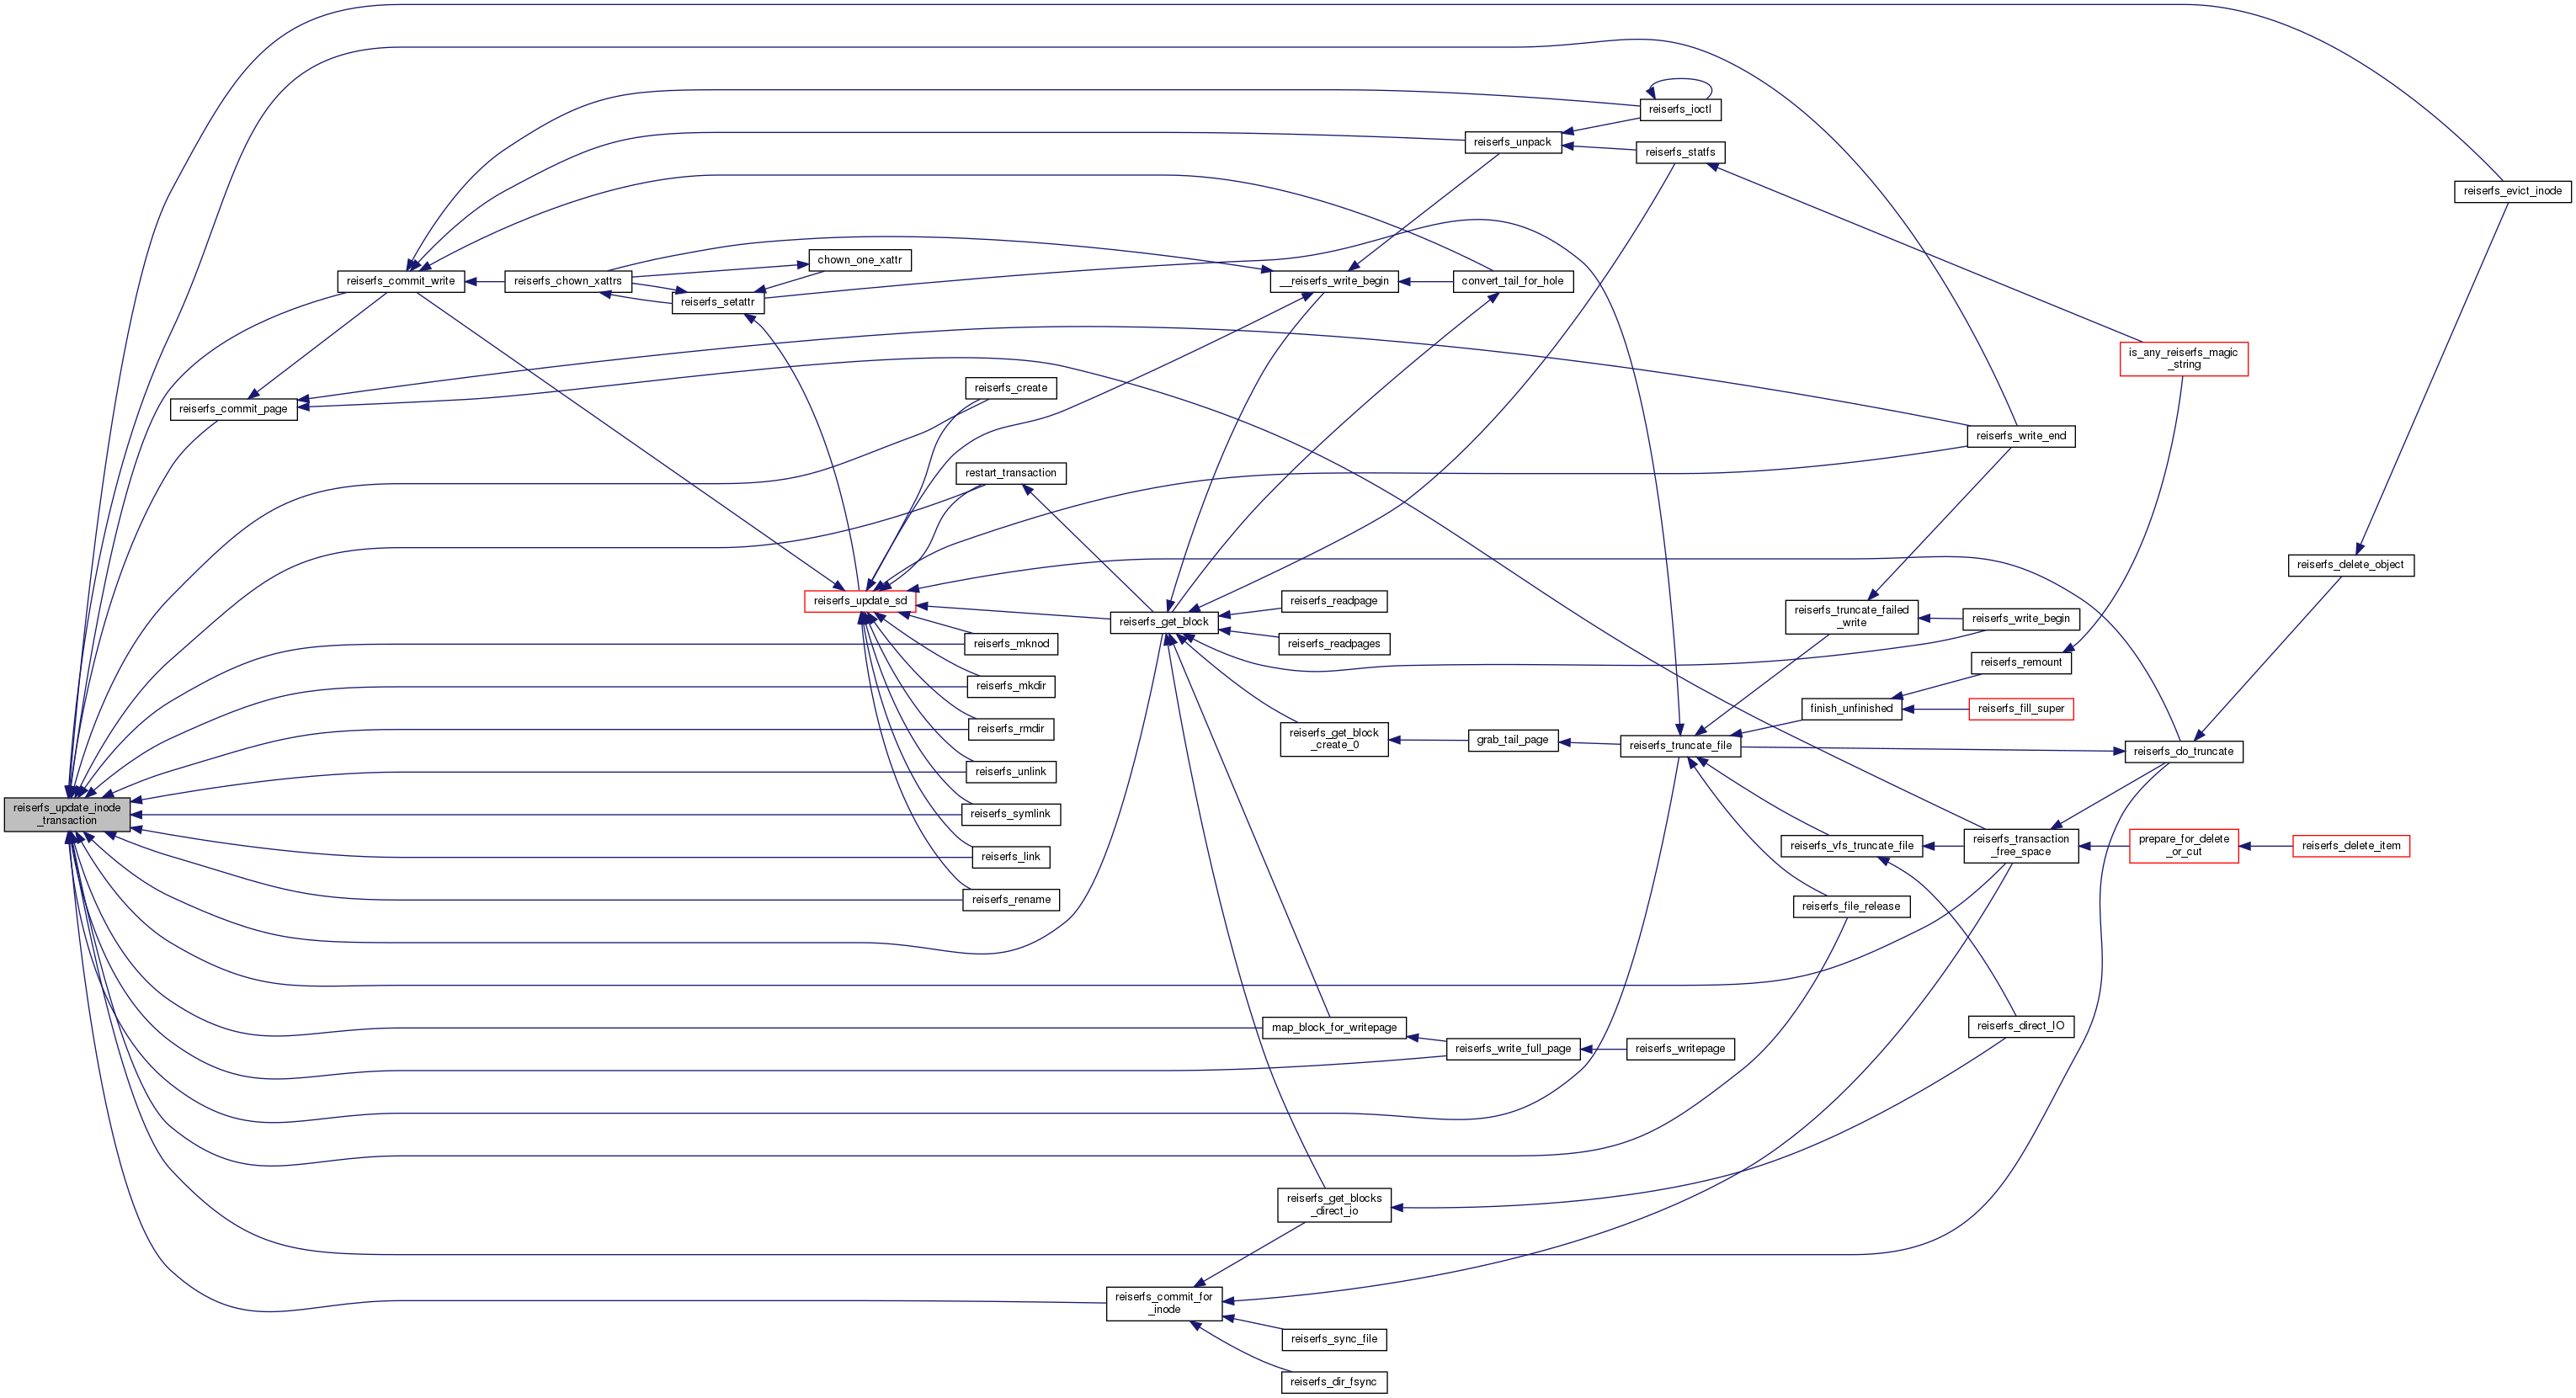 reiserfs_update_inode
_transaction
reiserfs_commit_page
reiserfs_commit_write
reiserfs_chown_xattrs
reiserfs_setattr
chown_one_xattr
reiserfs_update_sd
reiserfs_create
restart_transaction
reiserfs_mknod
reiserfs_mkdir
reiserfs_rmdir
reiserfs_unlink
reiserfs_symlink
reiserfs_link
reiserfs_rename
reiserfs_get_block
reiserfs_commit_for
_inode
__reiserfs_write_begin
reiserfs_readpage
reiserfs_readpages
reiserfs_get_block
_create_0
map_block_for_writepage
reiserfs_get_blocks
_direct_io
reiserfs_sync_file
reiserfs_dir_fsync
reiserfs_unpack
convert_tail_for_hole
grab_tail_page
reiserfs_write_full_page
reiserfs_ioctl
reiserfs_statfs
reiserfs_truncate_file
reiserfs_writepage
reiserfs_truncate_failed
_write
finish_unfinished
reiserfs_vfs_truncate_file
reiserfs_file_release
reiserfs_write_end
reiserfs_write_begin
reiserfs_remount
reiserfs_fill_super
reiserfs_transaction
_free_space
reiserfs_direct_IO
is_any_reiserfs_magic
_string
reiserfs_do_truncate
prepare_for_delete
_or_cut
reiserfs_delete_object
reiserfs_delete_item
reiserfs_evict_inode